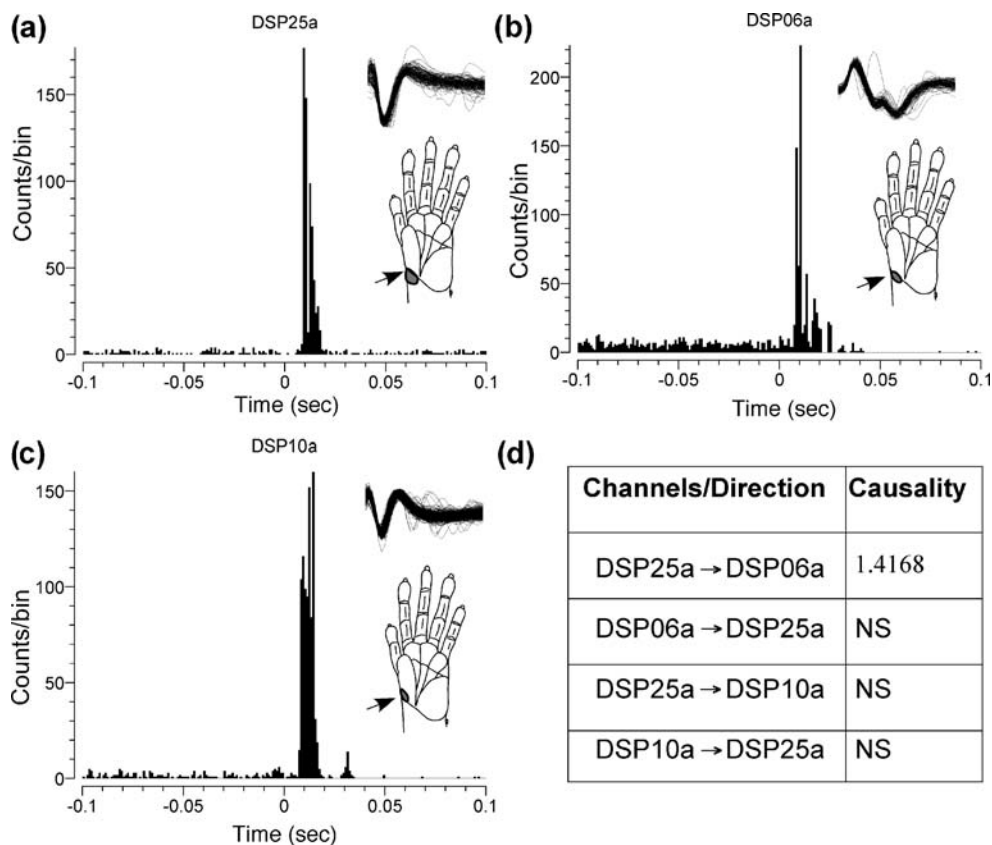 (a)
DSP25a
150
100
50
0
Counts/bin
-0.1
-0.05
0
0.05
0.1
Time (sec)
(b)
DSP06a
200
150
100
50
0
Counts/bin
-0.1
-0.05
0
0.05
0.1
Time (sec)
(c)
DSP10a
150
100
50
0
Counts/bin
-0.1
-0.05
0
0.05
0.1
Time (sec)
(d)
Channels/Direction Causality
DSP25a→DSP06a 1.4168
DSP06a→DSP25a NS
DSP25a→DSP10a NS
DSP10a→DSP25a NS